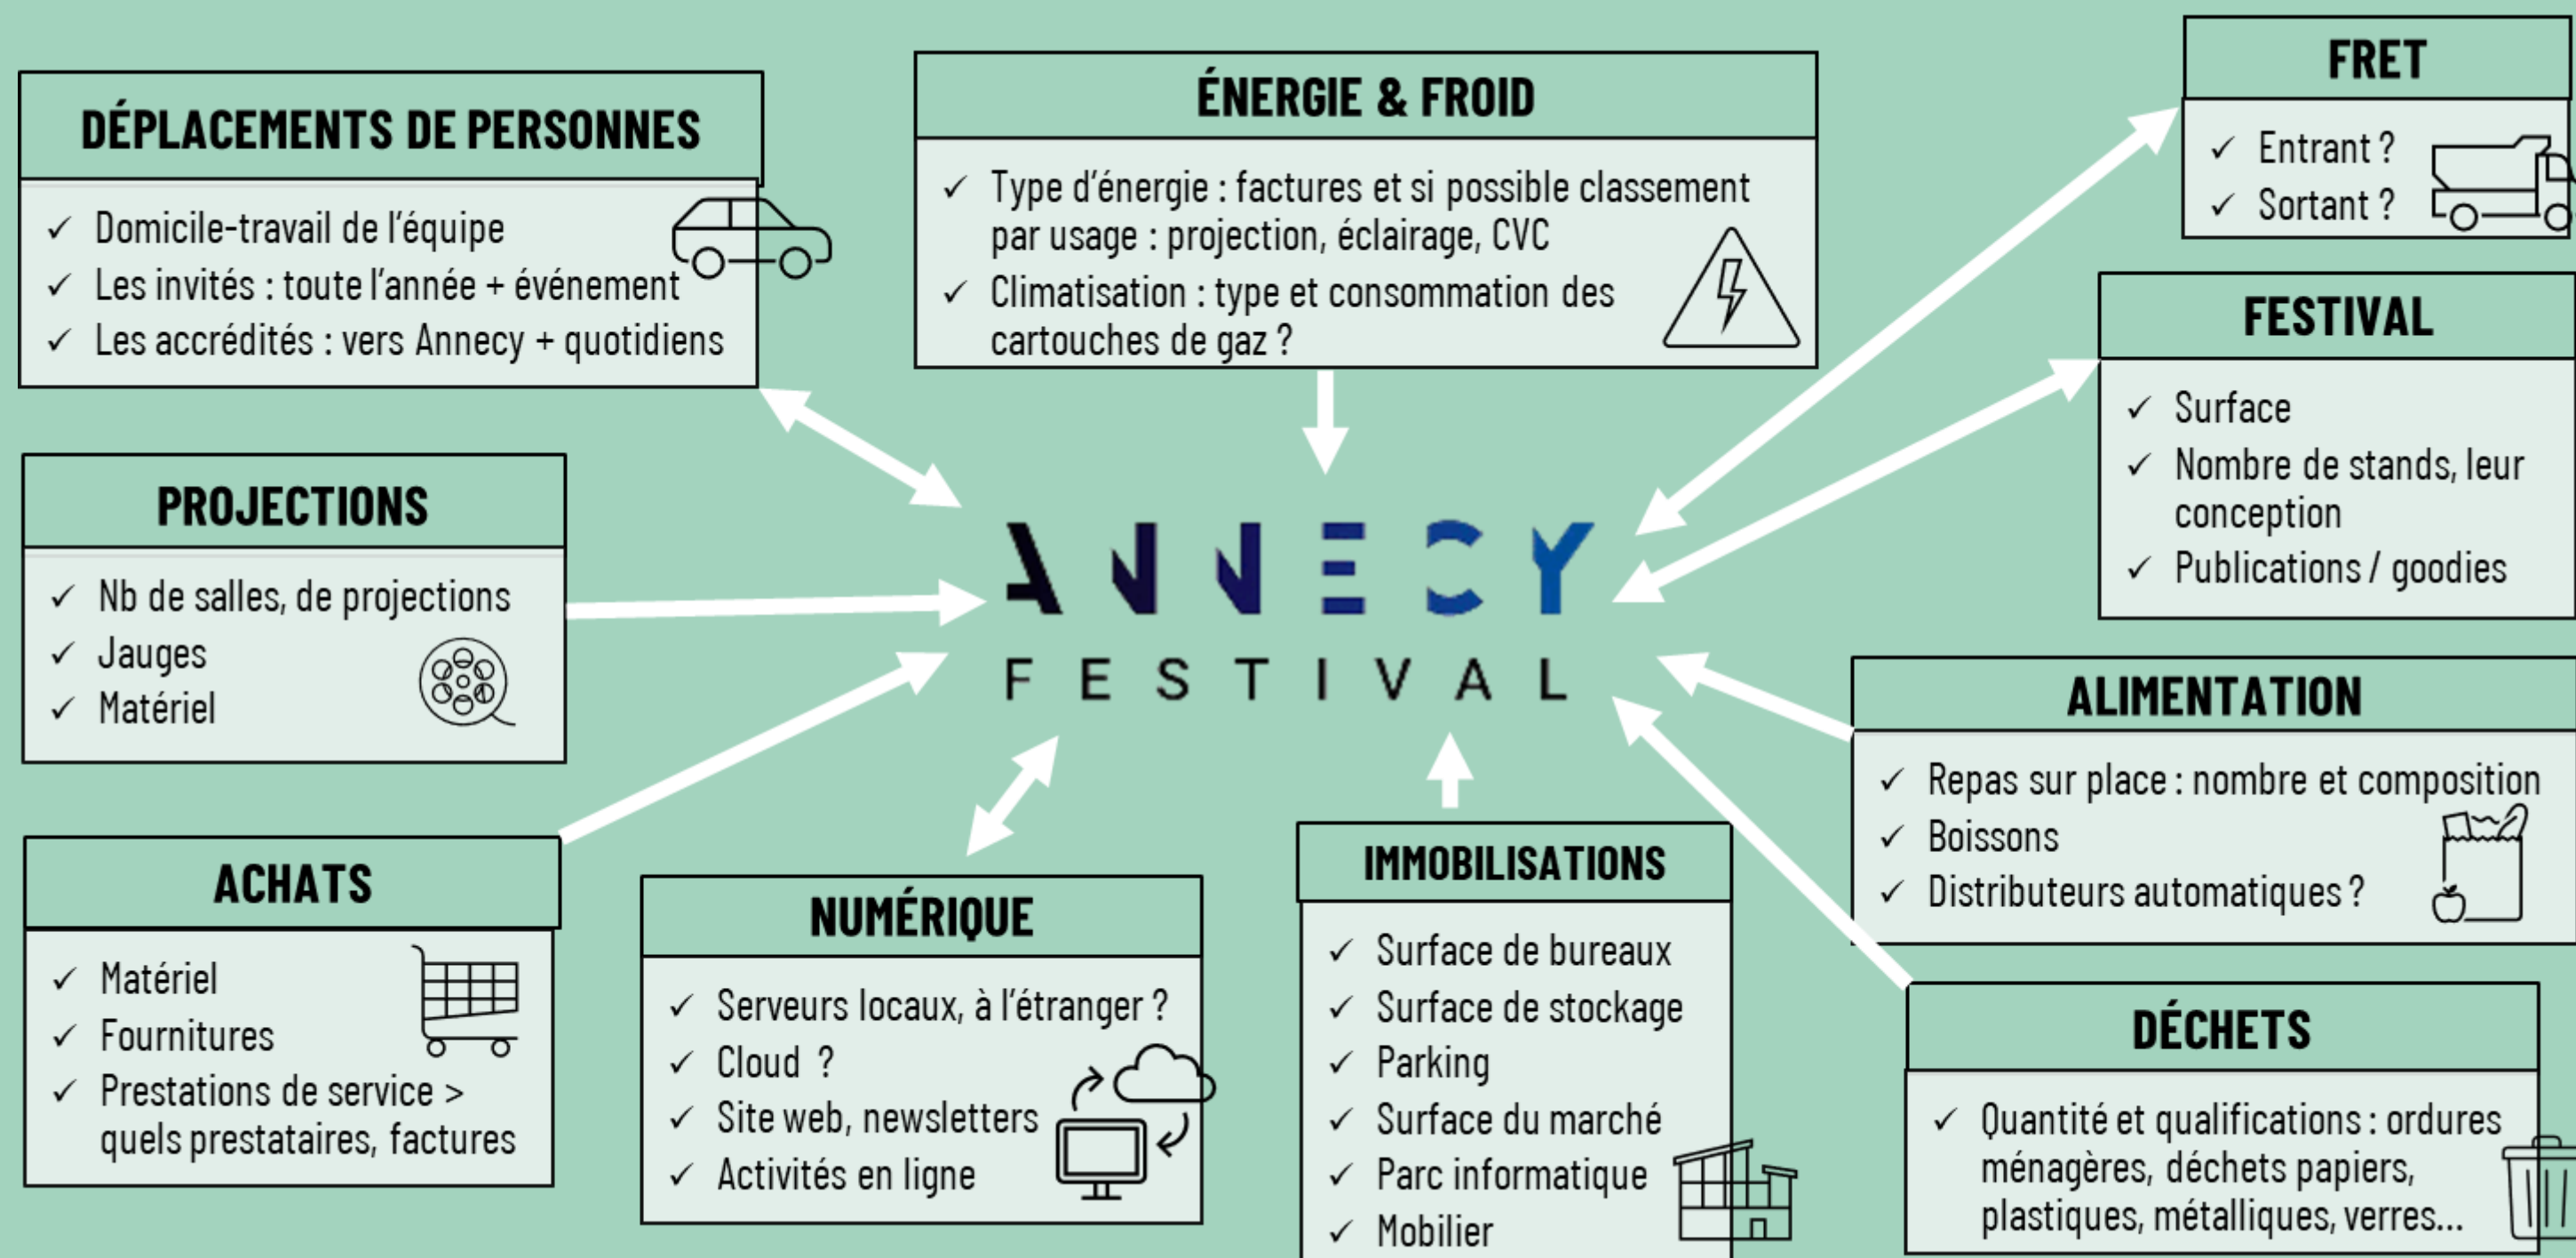 DÉPLACEMENTS DE PERSONNES
Domicile-travail de l'équipe
Les invités : toute l'année + événement
Les accrédités : vers Annecy + quotidiens
ÉNERGIE & FROID
Type d'énergie : factures et si possible classement
par usage : projection, éclairage, CVC
Climatisation : type et consommation des
cartouches de gaz ?
FRET
Entrant ?
Sortant ?
FESTIVAL
Surface
Nombre de stands, leur
conception
Publications / goodies
PROJECTIONS
Nb de salles, de projections
Jauges
Matériel
ANNECY
FESTIVAL
ALIMENTATION
Repas sur place : nombre et composition
Boissons
Distributeurs automatiques ?
ACHATS
Matériel
Fournitures
Prestations de service >
quels prestataires, factures
NUMÉRIQUE
Serveurs locaux, à l'étranger ?
Cloud ?
Site web, newsletters
Activités en ligne
IMMOBILISATIONS
Surface de bureaux
Surface de stockage
Parking
Surface du marché
Parc informatique
Mobilier
DÉCHETS
Quantité et qualifications : ordures
ménagères, déchets papiers,
plastiques, métalliques, verres...